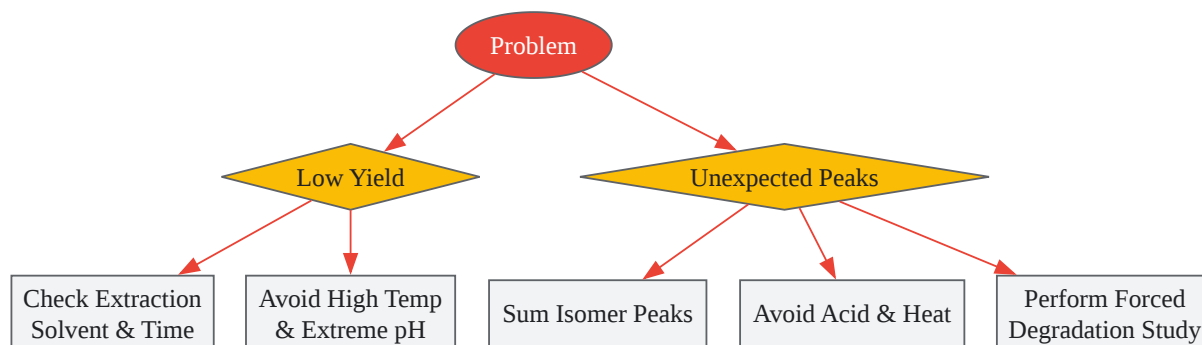 Problem
Low Yield
Unexpected Peaks
Check Extraction
Solvent & Time
Avoid High Temp
& Extreme pH
Sum Isomer Peaks
Avoid Acid & Heat
Perform Forced
Degradation Study